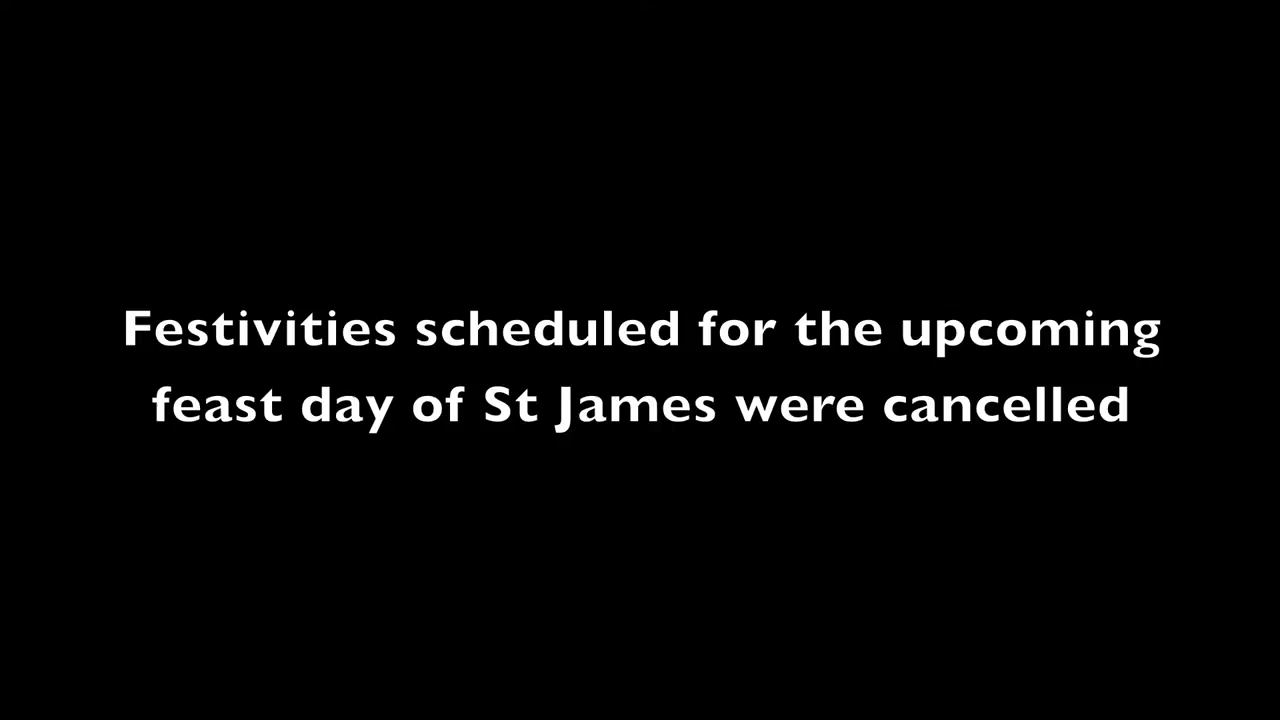 Festivities scheduled for the upcoming
feast day of St James were cancelled